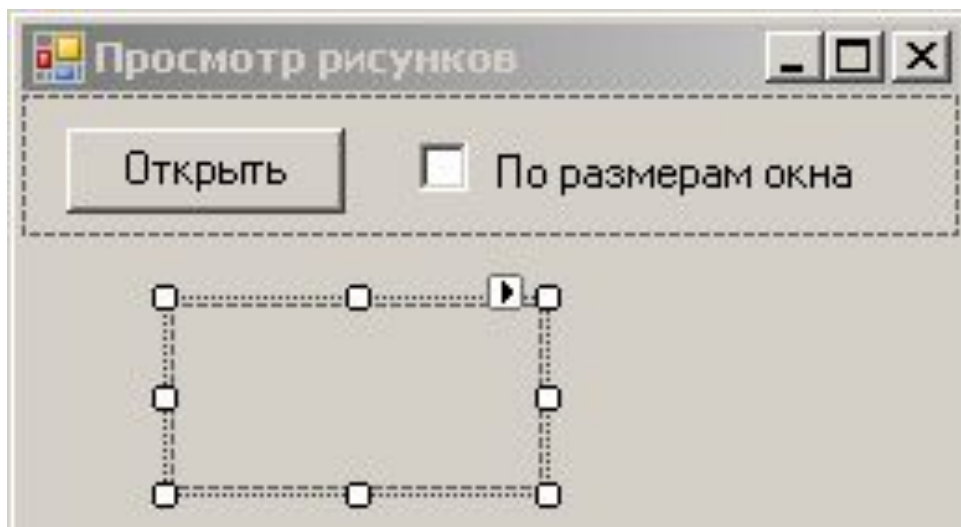 Просмотр рисунков
Открыть
По размерам окна